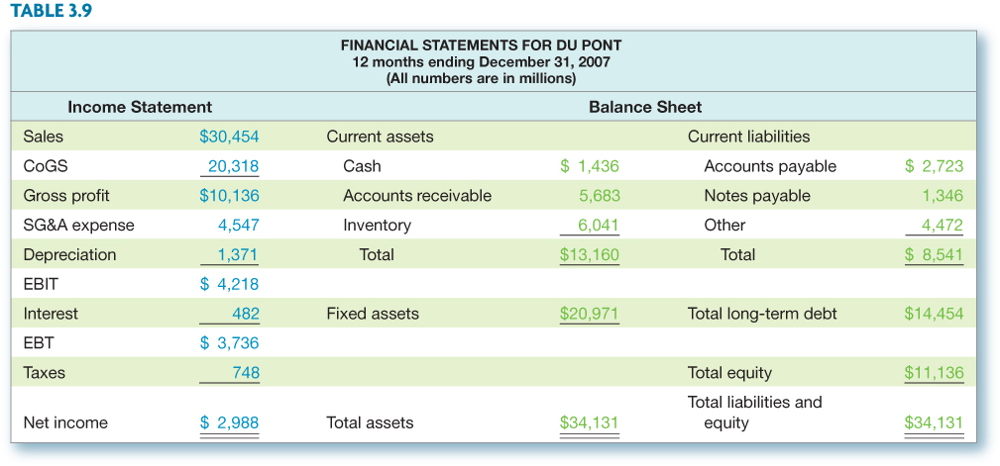 TABLE 3.9
FINANCIAL STATEMENTS FOR DU PONT
12 months ending December 31, 2007
(All numbers are in millions)
Income Statement Balance Sheet
Sales $30,454 Current assets Current liabilities
CoGS 20,318 Cash $ 1,436 Accounts payable $ 2,723
Gross profit $10,136 Accounts receivable 5,683 Notes payable 1,346
SG&A expense 4,547 Inventory 6,041 Other 4,472
Depreciation 1,371 Total $13,160 Total $ 8,541
EBIT $ 4,218
Interest 482 Fixed assets $20,971 Total long-term debt $14,454
EBT $ 3,736
Taxes 748 Total equity $11,136
Total liabilities and
Net income $ 2,988 Total assets $34,131 equity $34,131